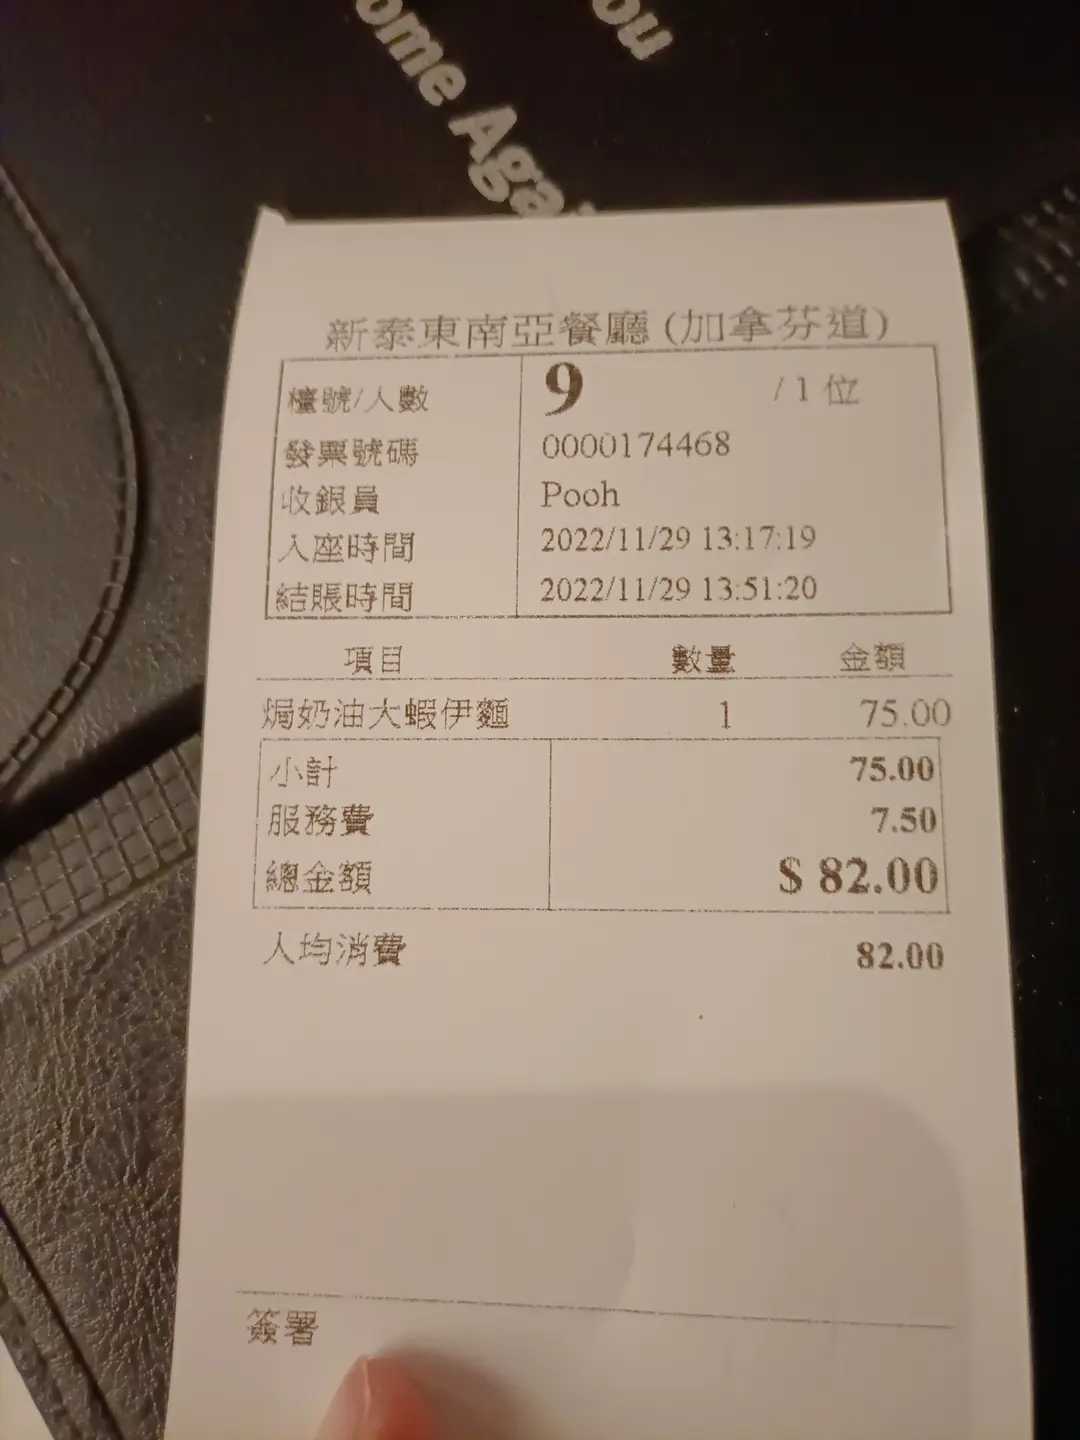 ome Aga
ou
新泰東南亞餐廳 (加拿芬道)
檯號/人數 9 / 1 位
發票號碼 0000174468
收銀員 Pooh
入座時間 2022/11/29 13:17:19
結賬時間 2022/11/29 13:51:20
項目 數量 金額
焗奶油大蝦伊麵 1 75.00
小計 75.00
服務費 7.50
總金額 $ 82.00
人均消費 82.00
簽署